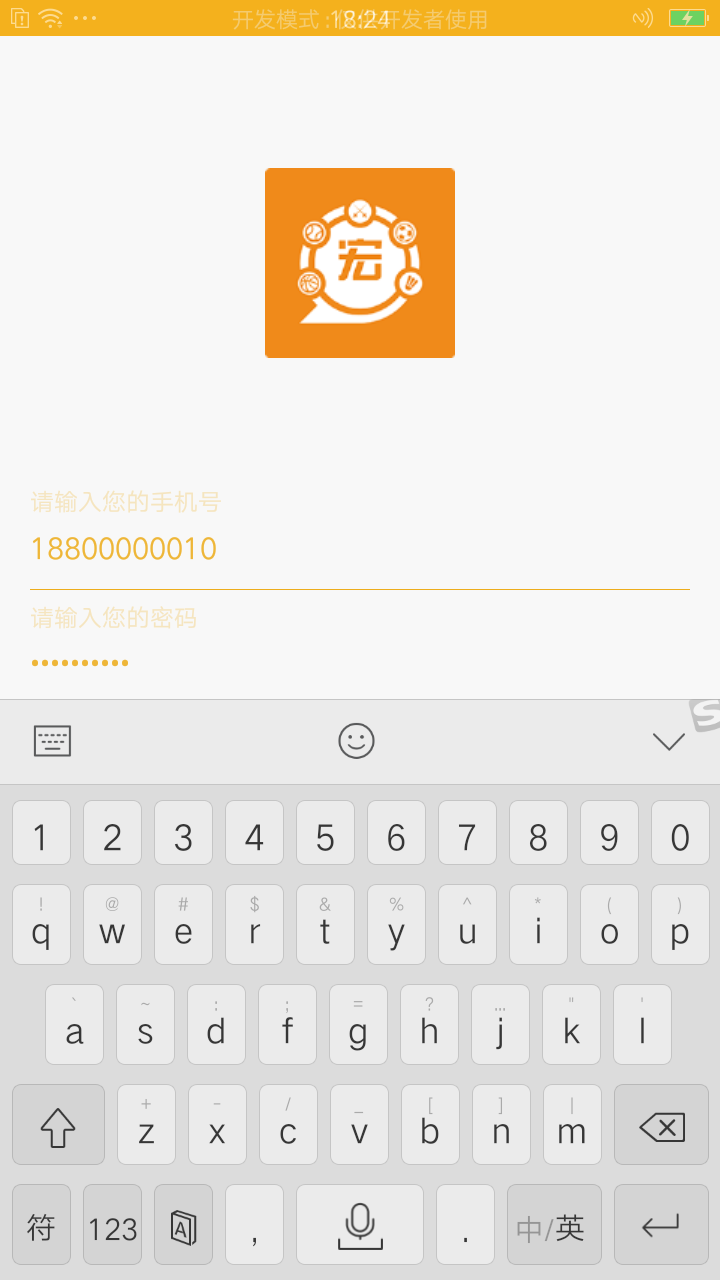 开发模式：仅供开发者使用
18:24
宏
请输入您的手机号
18800000010
请输入您的密码
••••••••••
1 2 3 4 5 6 7 8 9 0
! @ # $ & % ^ * ( )
q w e r t y u i o p
` ~ : ; = ? ... " '
a s d f g h j k l
+ - / _ [ ] |
z x c v b n m
符 123 A , . 中/英